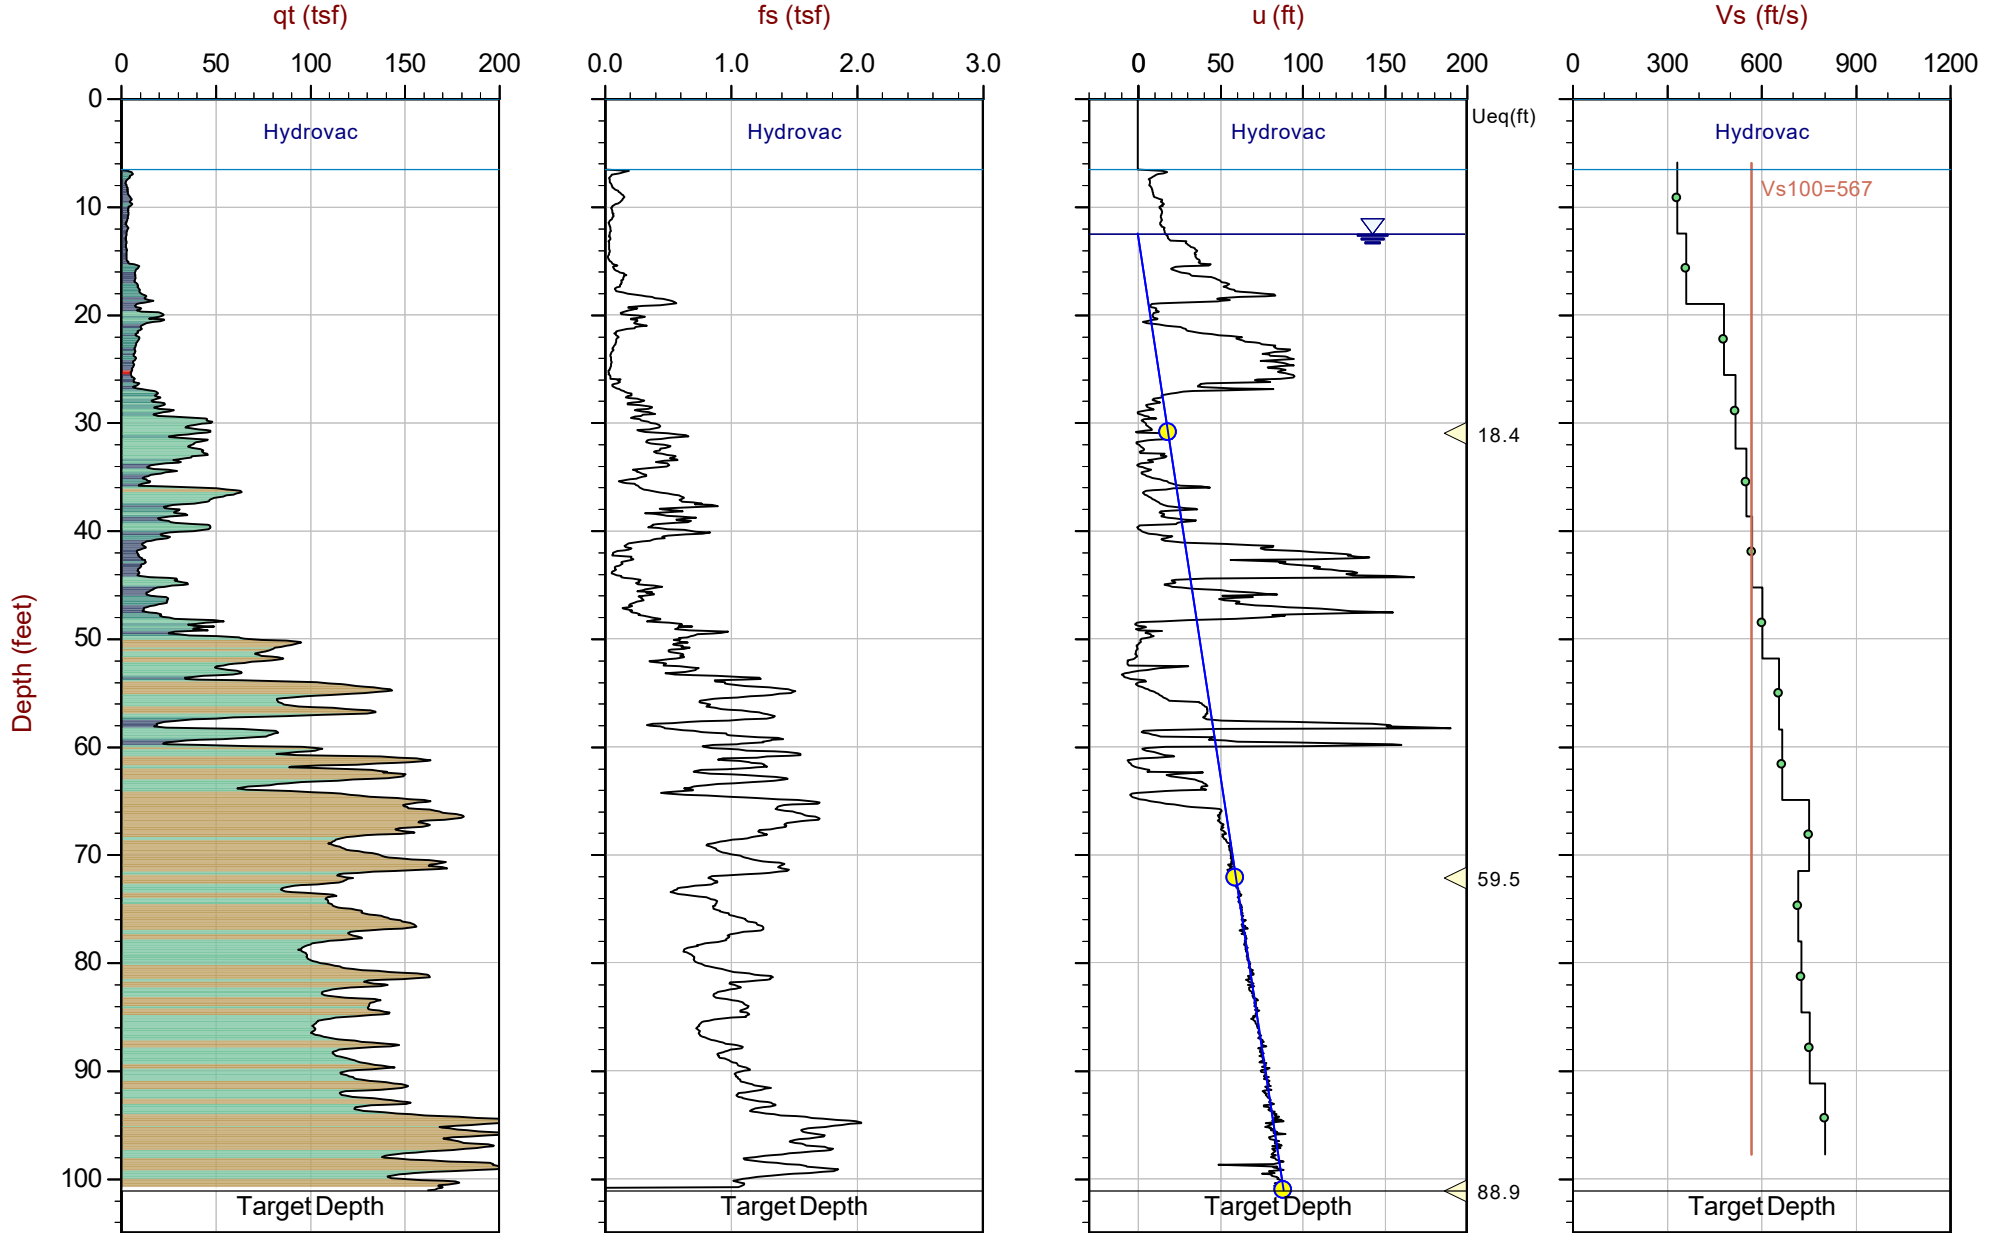 qt (tsf) fs (tsf) u (ft) Vs (ft/s)
0 50 100 150 200 0.0 1.0 2.0 3.0 0 50 100 150 200 0 300 600 900 1200
0
Ueq(ft)
Hydrovac Hydrovac Hydrovac Hydrovac
Vs100=567
10
20
30
18.4
40
50
Depth (feet)
60
70
59.5
80
90
100
88.9
Target Depth Target Depth Target Depth Target Depth